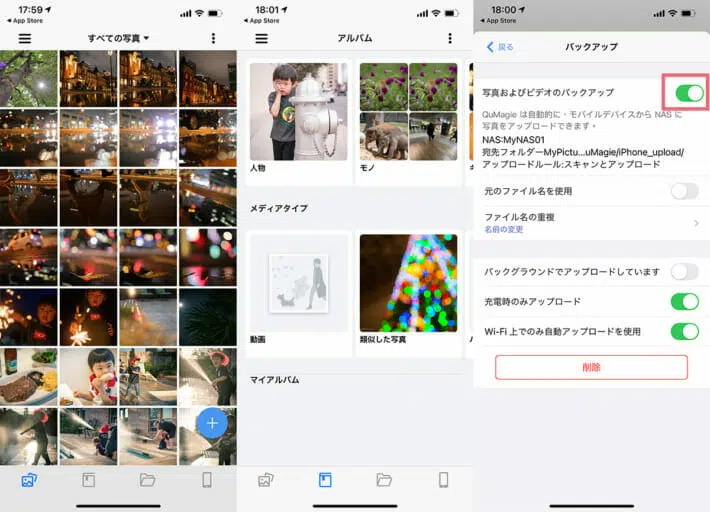 17:59
App Store
すべての写真
18:01
App Store
アルバム
人物
モノ
メディアタイプ
動画
類似した写真
マイアルバム
18:00
App Store
戻る
バックアップ
写真およびビデオのバックアップ
QuMagie は自動的に、モバイルデバイスから NAS に
写真をアップロードできます。
NAS:MyNAS01
宛先フォルダーMyPictu...uMagie/iPhone_upload/
アップロードルール:スキャンとアップロード
元のファイル名を使用
ファイル名の重複
名前の変更
バックグラウンドでアップロードしています
充電時のみアップロード
Wi-Fi 上でのみ自動アップロードを使用
削除